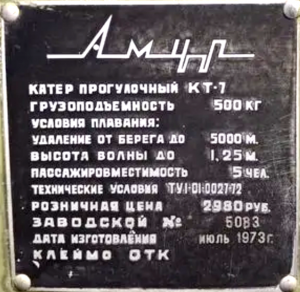 Амур
КАТЕР ПРОГУЛОЧНЫЙ КТ-7
ГРУЗОПОДЪЕМНОСТЬ 500 КГ
УСЛОВИЯ ПЛАВАНИЯ:
УДАЛЕНИЕ ОТ БЕРЕГА ДО 5000 М.
ВЫСОТА ВОЛНЫ ДО 1.25 М.
ПАССАЖИРОВМЕСТИМОСТЬ 5 ЧЕЛ.
ТЕХНИЧЕСКИЕ УСЛОВИЯ ТУ1-01-0027-72
РОЗНИЧНАЯ ЦЕНА 2980 РУБ.
ЗАВОДСКОЙ № 5083
ДАТА ИЗГОТОВЛЕНИЯ ИЮЛЬ 1973г.
КЛЕЙМО ОТК